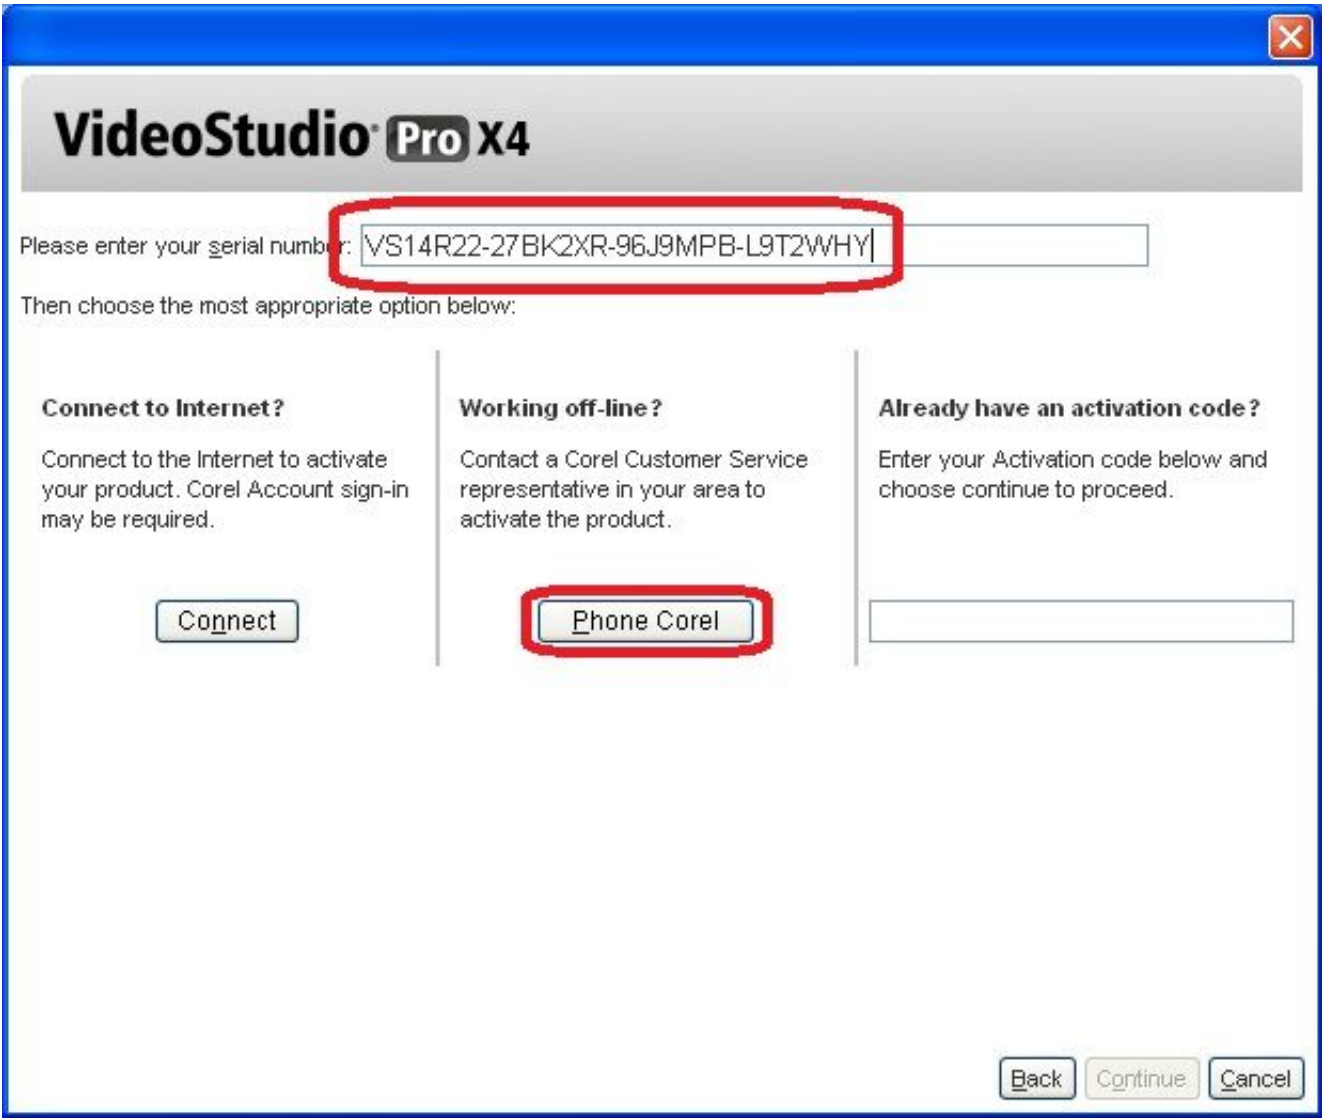 VideoStudio Pro X4
Please enter your serial number: VS14R22-27BK2XR-96J9MPB-L9T2WHY
Then choose the most appropriate option below:
Connect to Internet?
Connect to the Internet to activate
your product. Corel Account sign-in
may be required.
Connect
Working off-line?
Contact a Corel Customer Service
representative in your area to
activate the product.
Phone Corel
Already have an activation code?
Enter your Activation code below and
choose continue to proceed.
Back
Continue
Cancel